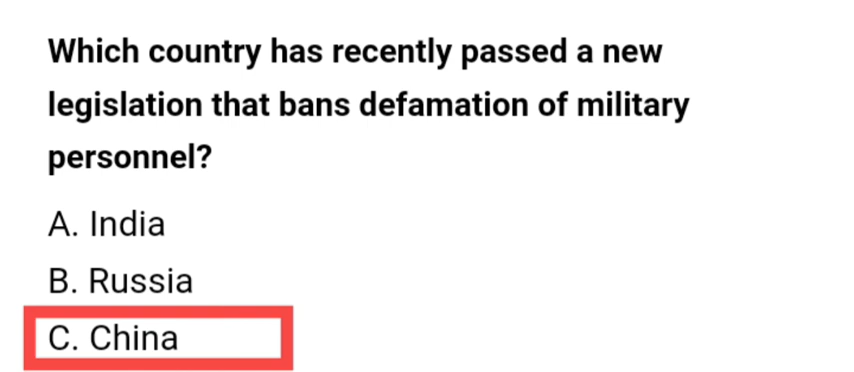 Which country has recently passed a new
legislation that bans defamation of military
personnel?
A. India
B. Russia
C. China